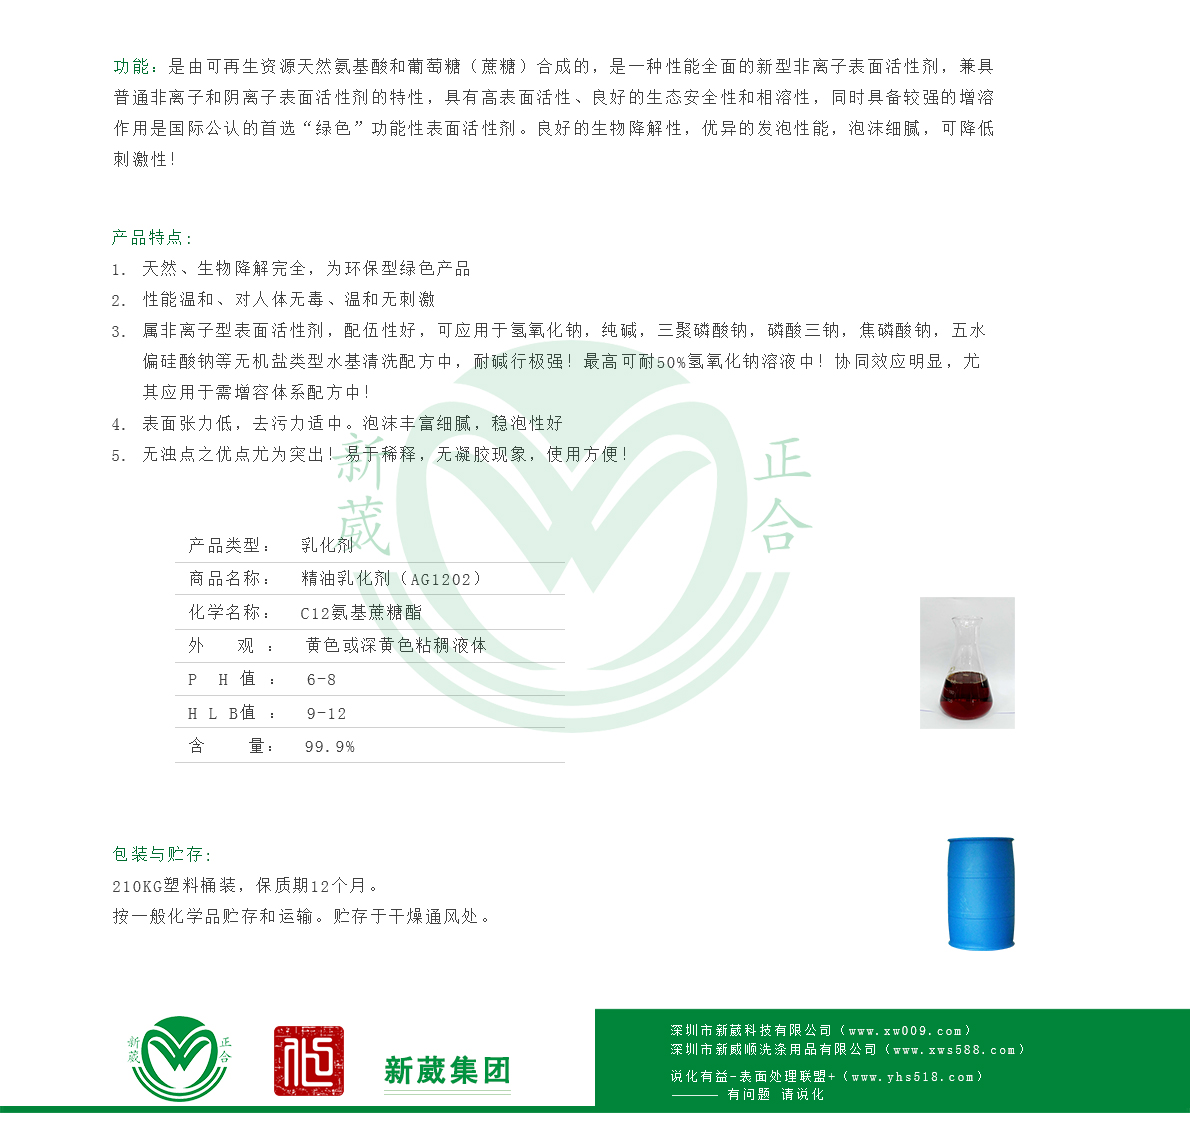 功能：是由可再生资源天然氨基酸和葡萄糖（蔗糖）合成的，是一种性能全面的新型非离子表面活性剂，兼具
普通非离子和阴离子表面活性剂的特性，具有高表面活性、良好的生态安全性和相溶性，同时具备较强的增溶
作用是国际公认的首选“绿色”功能性表面活性剂。良好的生物降解性，优异的发泡性能，泡沫细腻，可降低
刺激性！
产品特点：
1. 天然、生物降解完全，为环保型绿色产品
2. 性能温和、对人体无毒、温和无刺激
3. 属非离子型表面活性剂，配伍性好，可应用于氢氧化钠，纯碱，三聚磷酸钠，磷酸三钠，焦磷酸钠，五水
偏硅酸钠等无机盐类型水基清洗配方中，耐碱行极强！最高可耐50%氢氧化钠溶液中！协同效应明显，尤
其应用于需增容体系配方中！
4. 表面张力低，去污力适中。泡沫丰富细腻，稳泡性好
5. 无浊点之优点尤为突出！易于稀释，无凝胶现象，使用方便！
新葳 正合
产品类型： 乳化剂
商品名称： 精油乳化剂（AG1202）
化学名称： C12氨基蔗糖酯
外 观 ： 黄色或深黄色粘稠液体
P H 值 ： 6-8
H L B值 ： 9-12
含 量： 99.9%
包装与贮存：
210KG塑料桶装，保质期12个月。
按一般化学品贮存和运输。贮存于干燥通风处。
新葳 正合
新葳集团
深圳市新葳科技有限公司（www.xw009.com）
深圳市新威顺洗涤用品有限公司（www.xws588.com）
说化有益-表面处理联盟+（www.yhs518.com）
—— 有问题 请说化